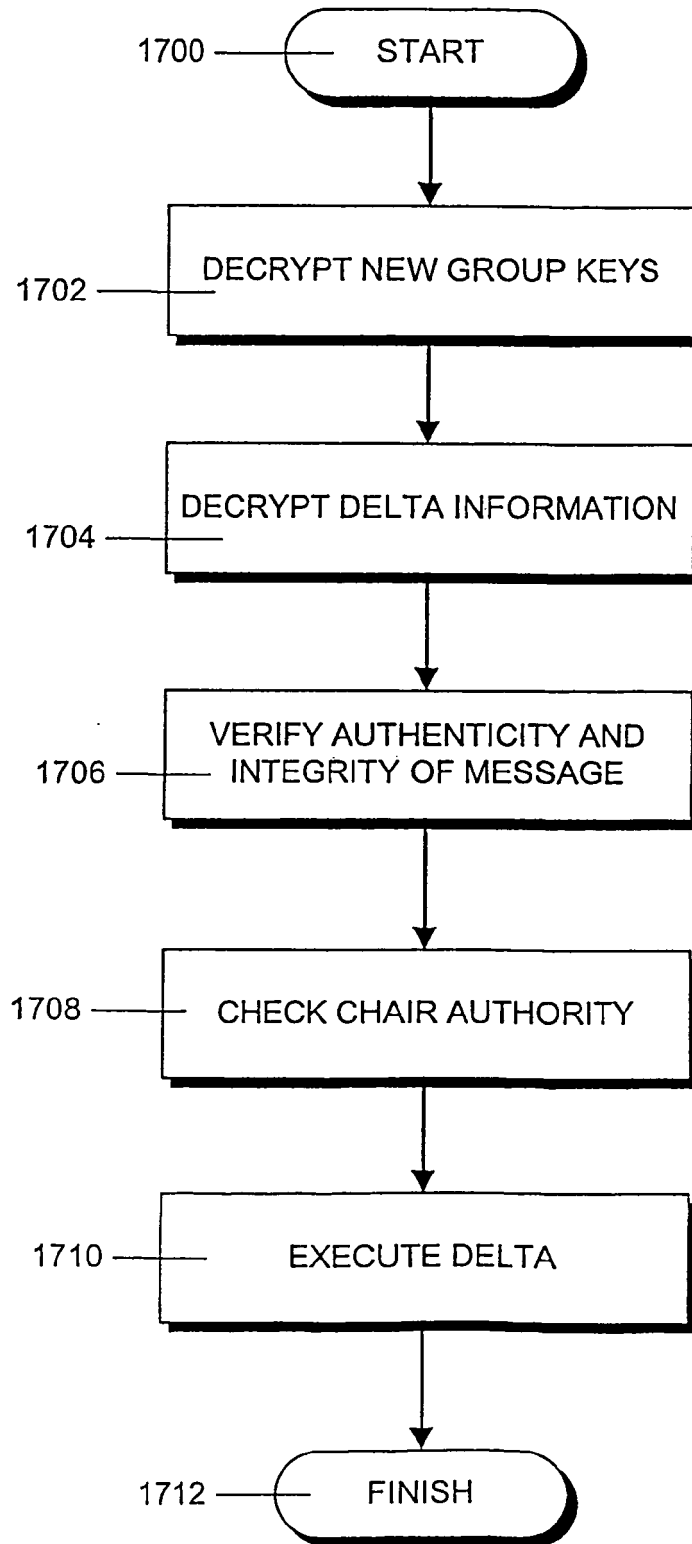 1700
START
1702
DECRYPT NEW GROUP KEYS
1704
DECRYPT DELTA INFORMATION
1706
VERIFY AUTHENTICITY AND
INTEGRITY OF MESSAGE
1708
CHECK CHAIR AUTHORITY
1710
EXECUTE DELTA
1712
FINISH